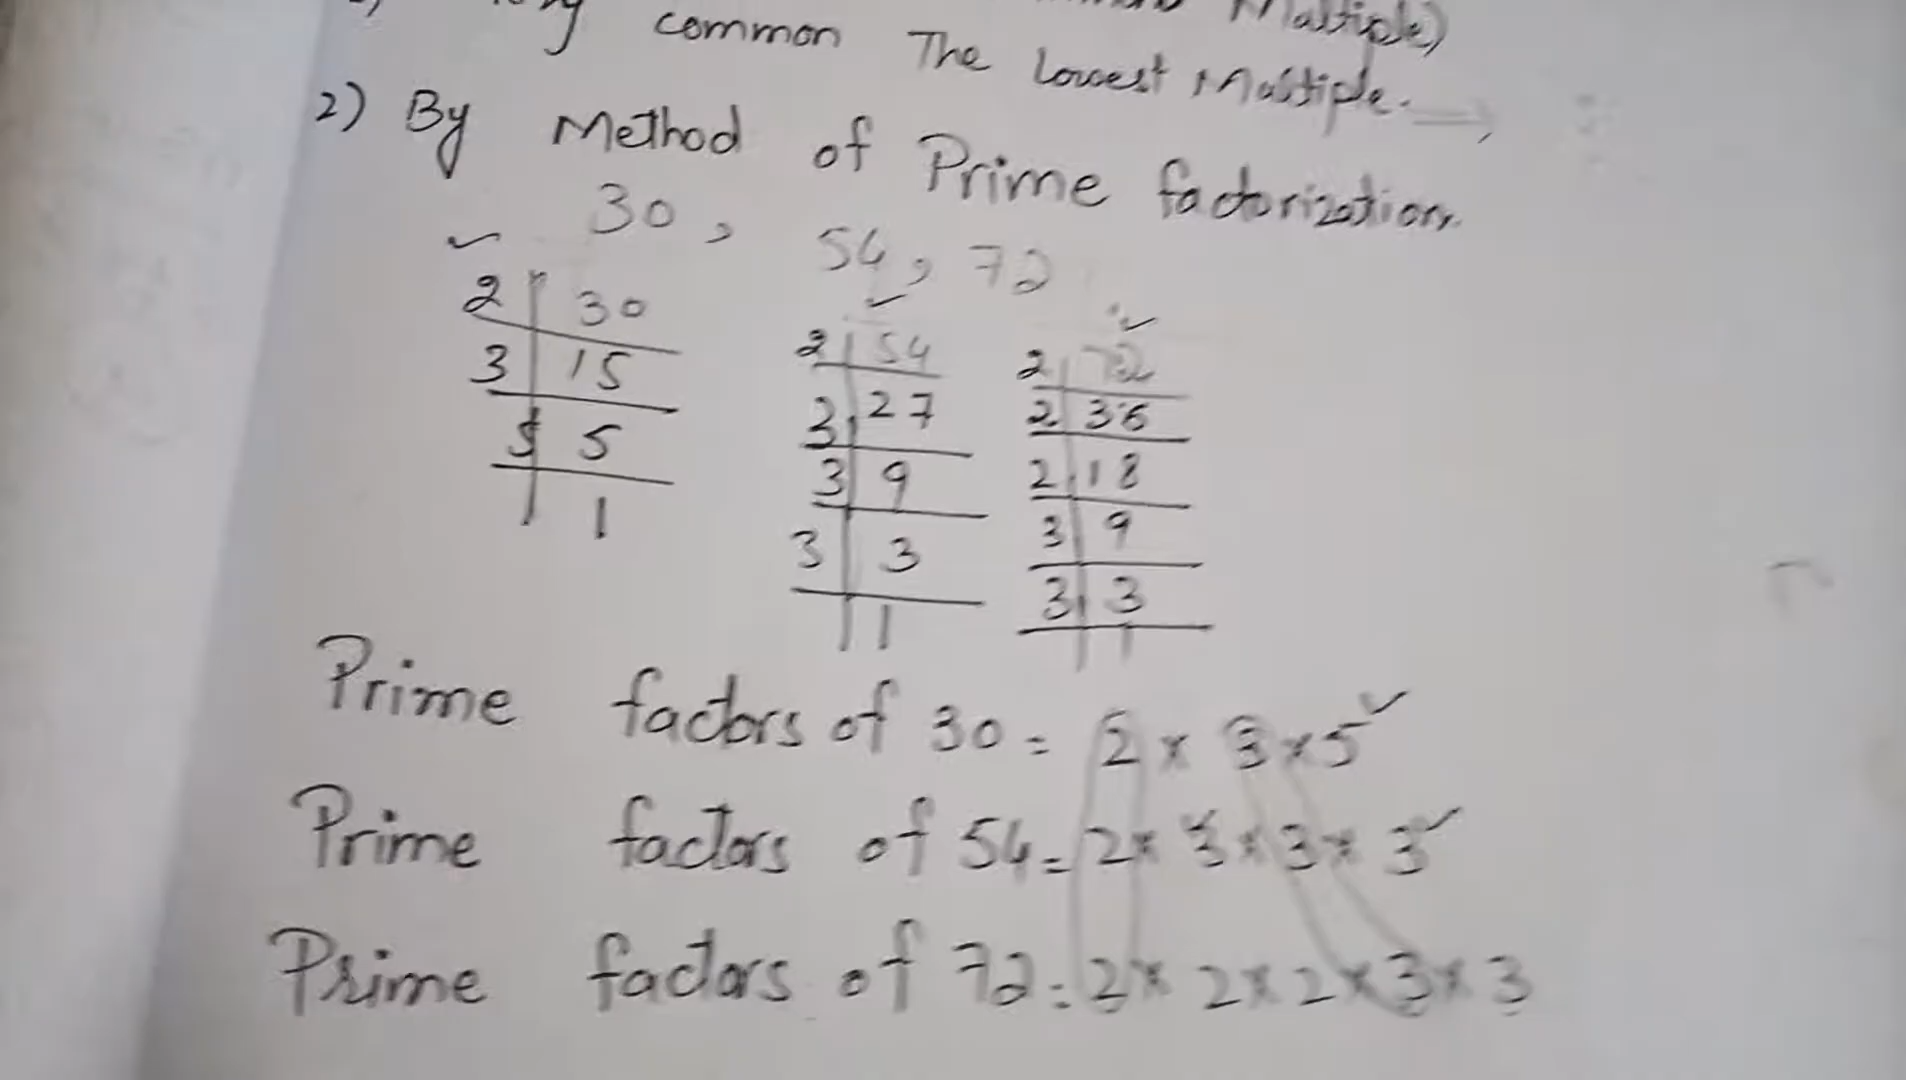 common Multiple)
The Lowest Multiple.
2) By Method of Prime factorization.
30, 54, 72
2 30
3 15
5 5
1
2 54
3 27
3 9
3 3
1
2 72
2 36
2 18
3 9
3 3
1
Prime factors of 30 = 2 × 3 × 5
Prime factors of 54 = 2 × 3 × 3 × 3
Prime factors of 72 = 2 × 2 × 2 × 3 × 3